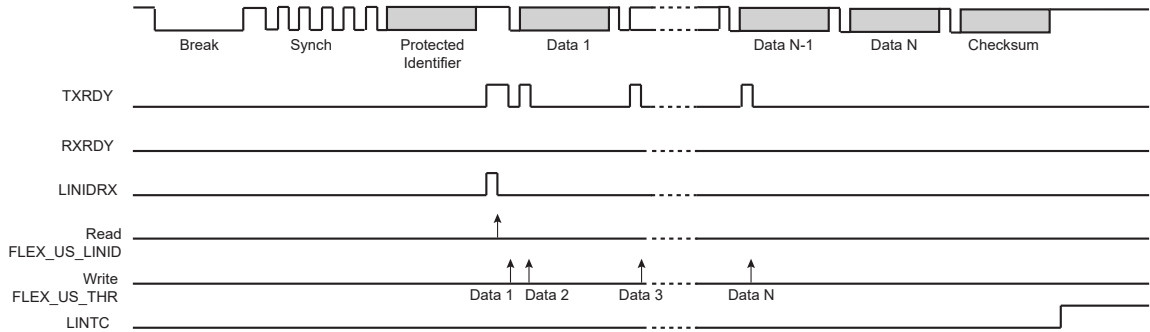 Break
Synch
Protected
Identifier
Data 1
Data N-1
Data N
Checksum
TXRDY
RXRDY
LINIDRX
Read
FLEX_US_LINID
Write
FLEX_US_THR
Data 1
Data 2
Data 3
Data N
LINTC